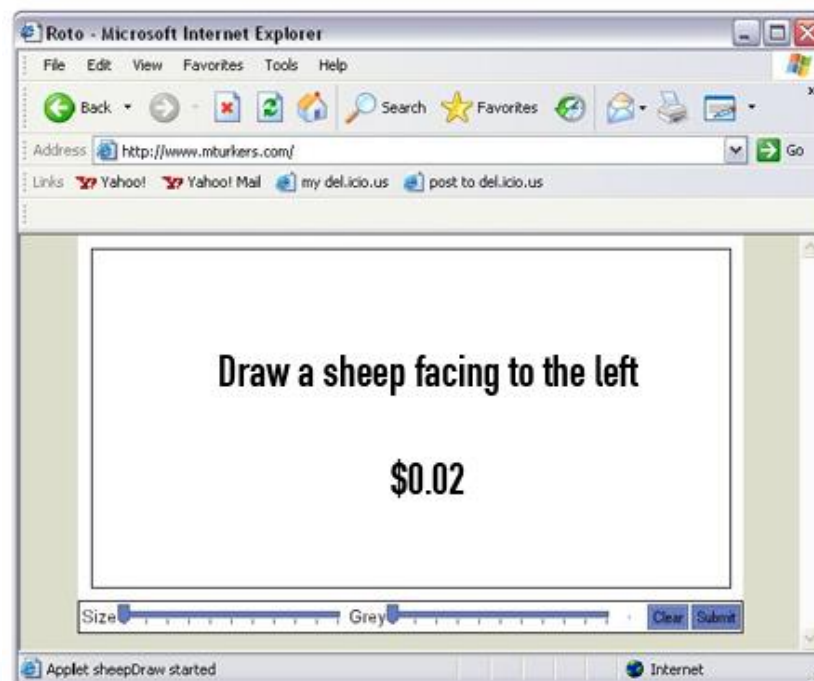 Roto - Microsoft Internet Explorer
File Edit View Favorites Tools Help
Back Search Favorites »
Address http://www.mturkers.com/ Go
Links Yahoo! Yahoo! Mail my del.icio.us post to del.icio.us
Draw a sheep facing to the left
$0.02
Size Grey Clear Submit
Applet sheepDraw started Internet